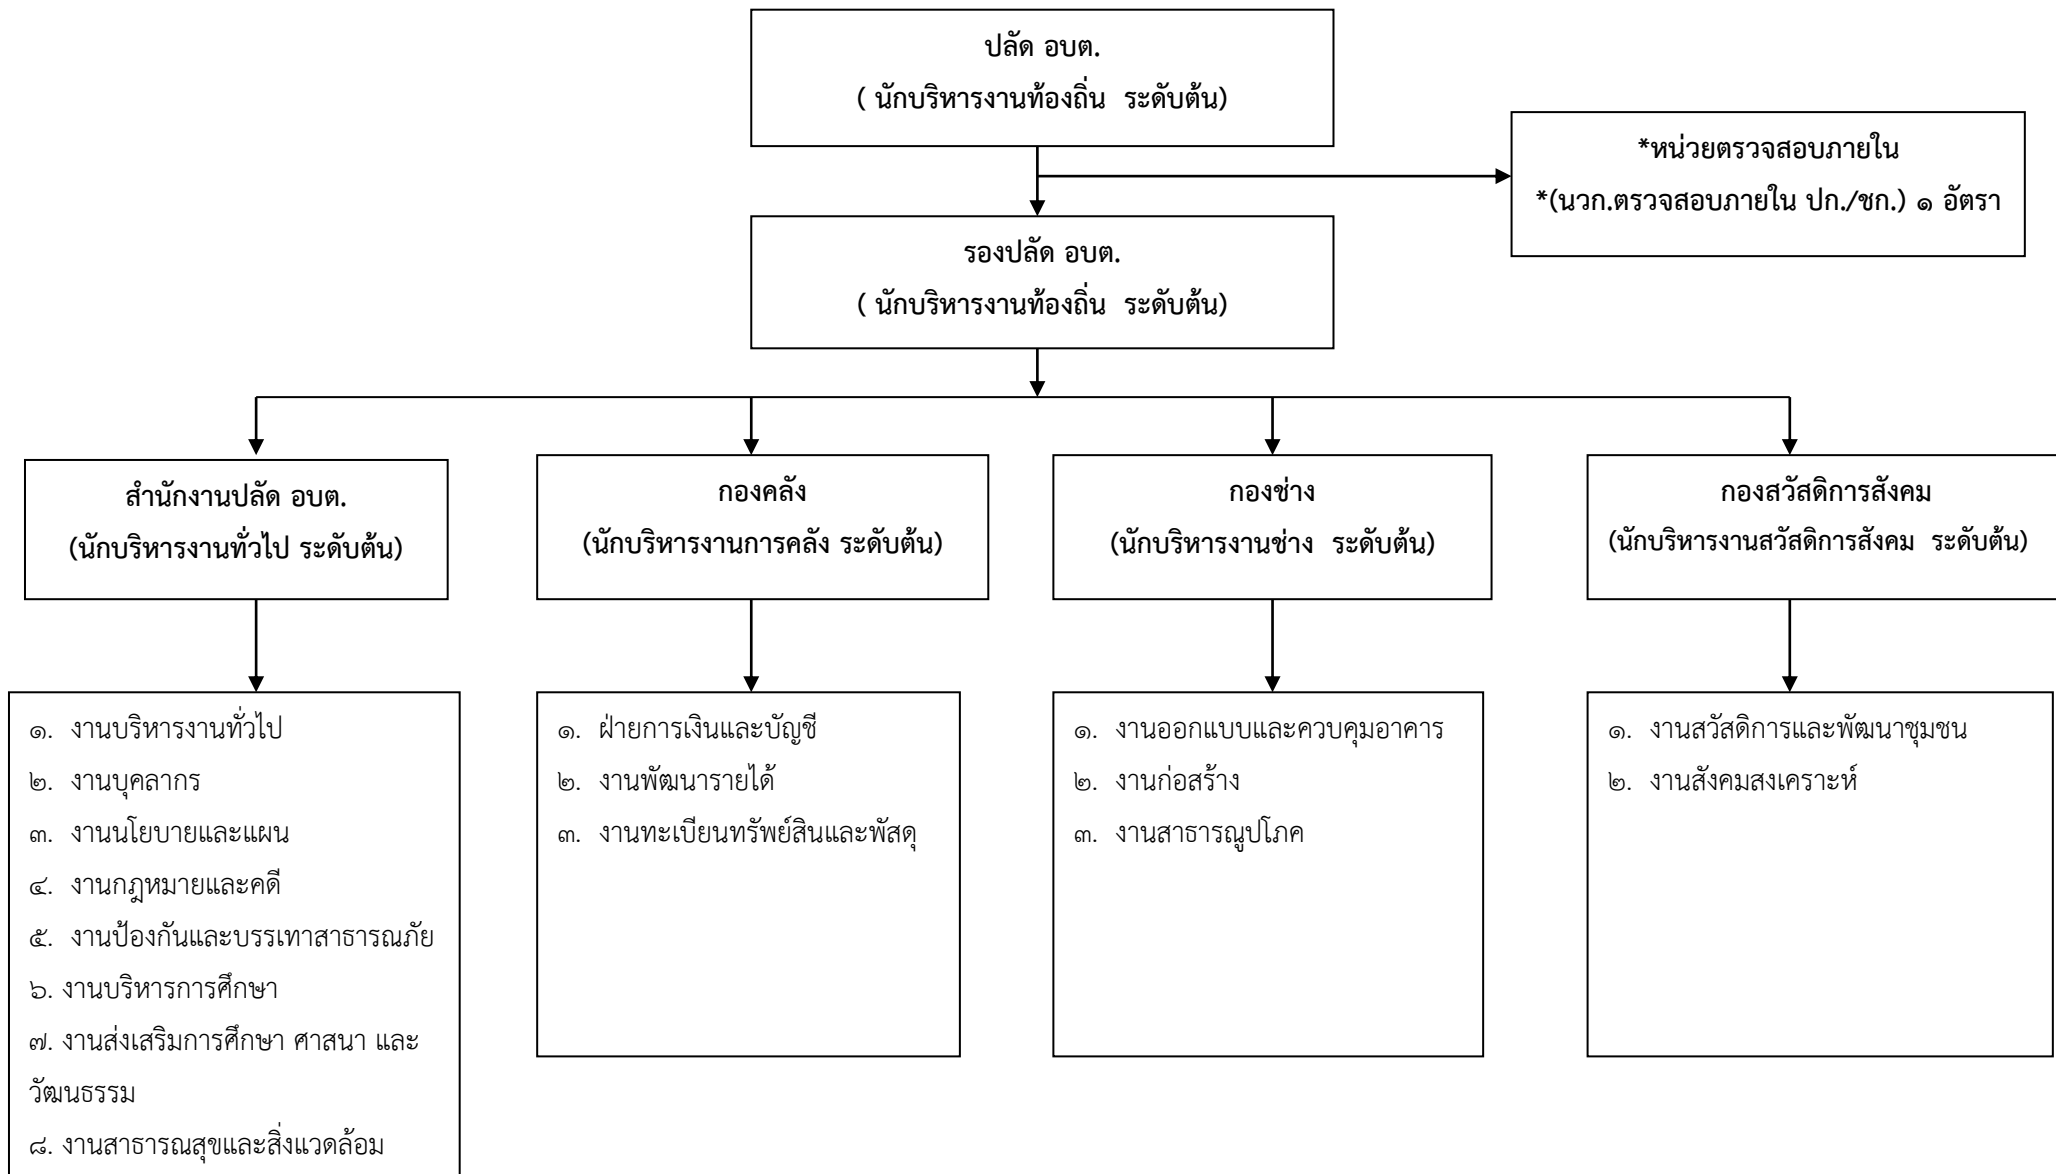 ปลัด อบต.
( นักบริหารงานท้องถิ่น  ระดับต้น)
*หน่วยตรวจสอบภายใน
*(นวก.ตรวจสอบภายใน ปก./ชก.) ๑ อัตรา
รองปลัด อบต.
( นักบริหารงานท้องถิ่น  ระดับต้น)
สำนักงานปลัด อบต.
(นักบริหารงานทั่วไป ระดับต้น)
กองคลัง
(นักบริหารงานการคลัง ระดับต้น)
กองช่าง
(นักบริหารงานช่าง  ระดับต้น)
กองสวัสดิการสังคม
(นักบริหารงานสวัสดิการสังคม  ระดับต้น)
๑.  งานบริหารงานทั่วไป
๒.  งานบุคลากร
๓.  งานนโยบายและแผน
๔.  งานกฎหมายและคดี
๕.  งานป้องกันและบรรเทาสาธารณภัย
๖. งานบริหารการศึกษา
๗. งานส่งเสริมการศึกษา ศาสนา และ
วัฒนธรรม
๘. งานสาธารณสุขและสิ่งแวดล้อม
๑.  ฝ่ายการเงินและบัญชี
๒.  งานพัฒนารายได้
๓.  งานทะเบียนทรัพย์สินและพัสดุ
๑.  งานออกแบบและควบคุมอาคาร
๒.  งานก่อสร้าง
๓.  งานสาธารณูปโภค
๑.  งานสวัสดิการและพัฒนาชุมชน
๒.  งานสังคมสงเคราะห์